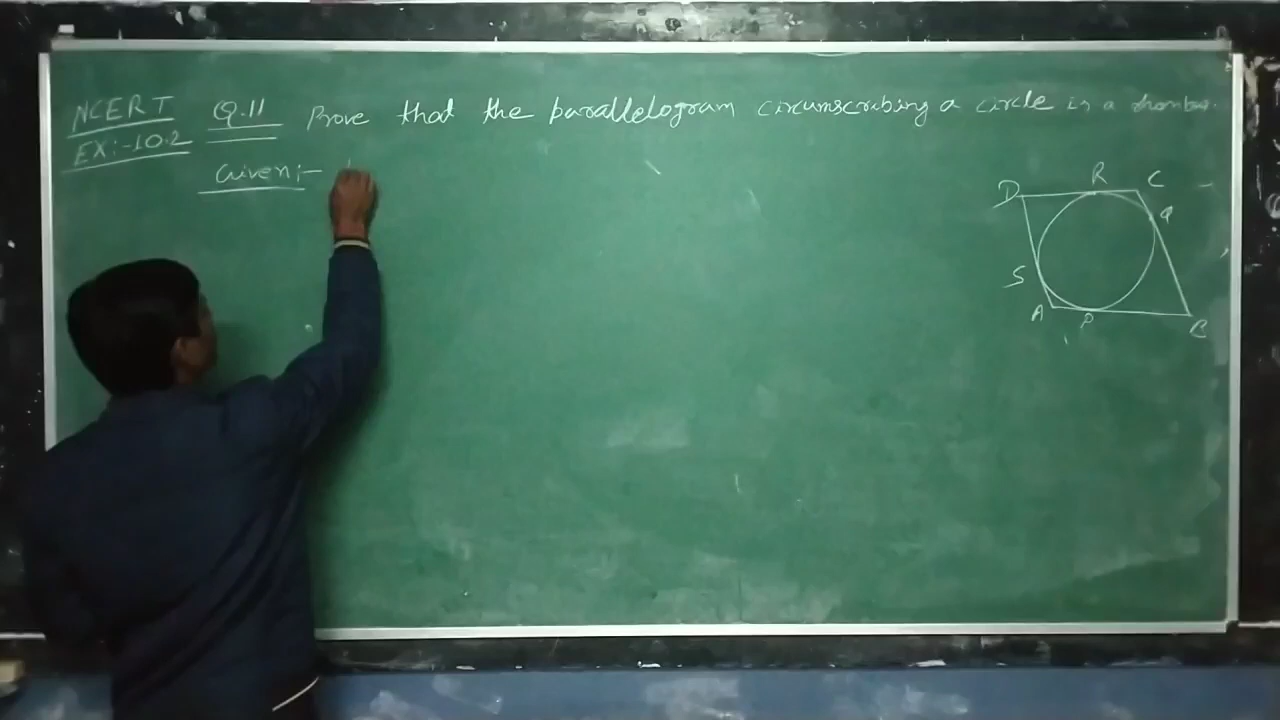 NCERT Q.11 Prove that the parallelogram circumscribing a circle is a rhombus.
EX:-10.2
Given:-
D R C
Q
S
A P B